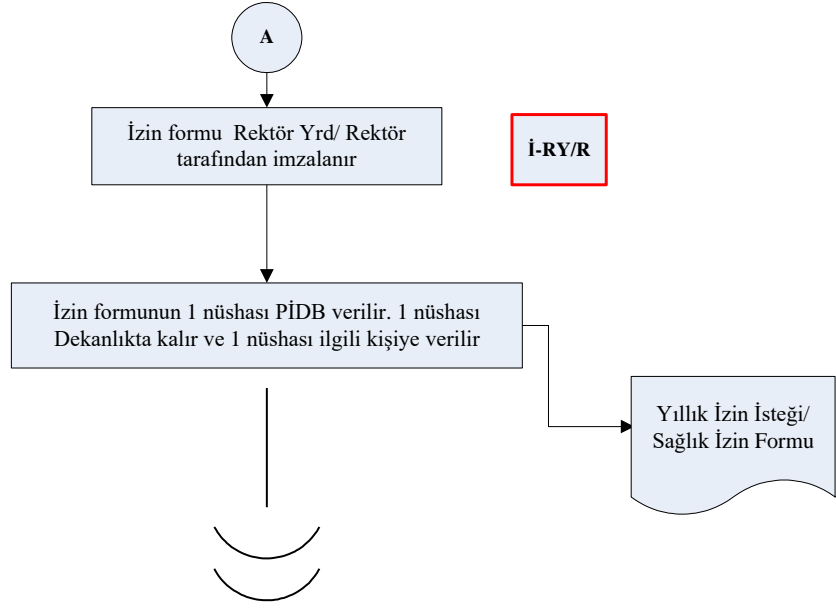 A
İzin formu  Rektör Yrd/ Rektör
tarafından imzalanır
İ-RY/R
İzin formunun 1 nüshası PİDB verilir. 1 nüshası
Dekanlıkta kalır ve 1 nüshası ilgili kişiye verilir
Yıllık İzin İsteği/
Sağlık İzin Formu